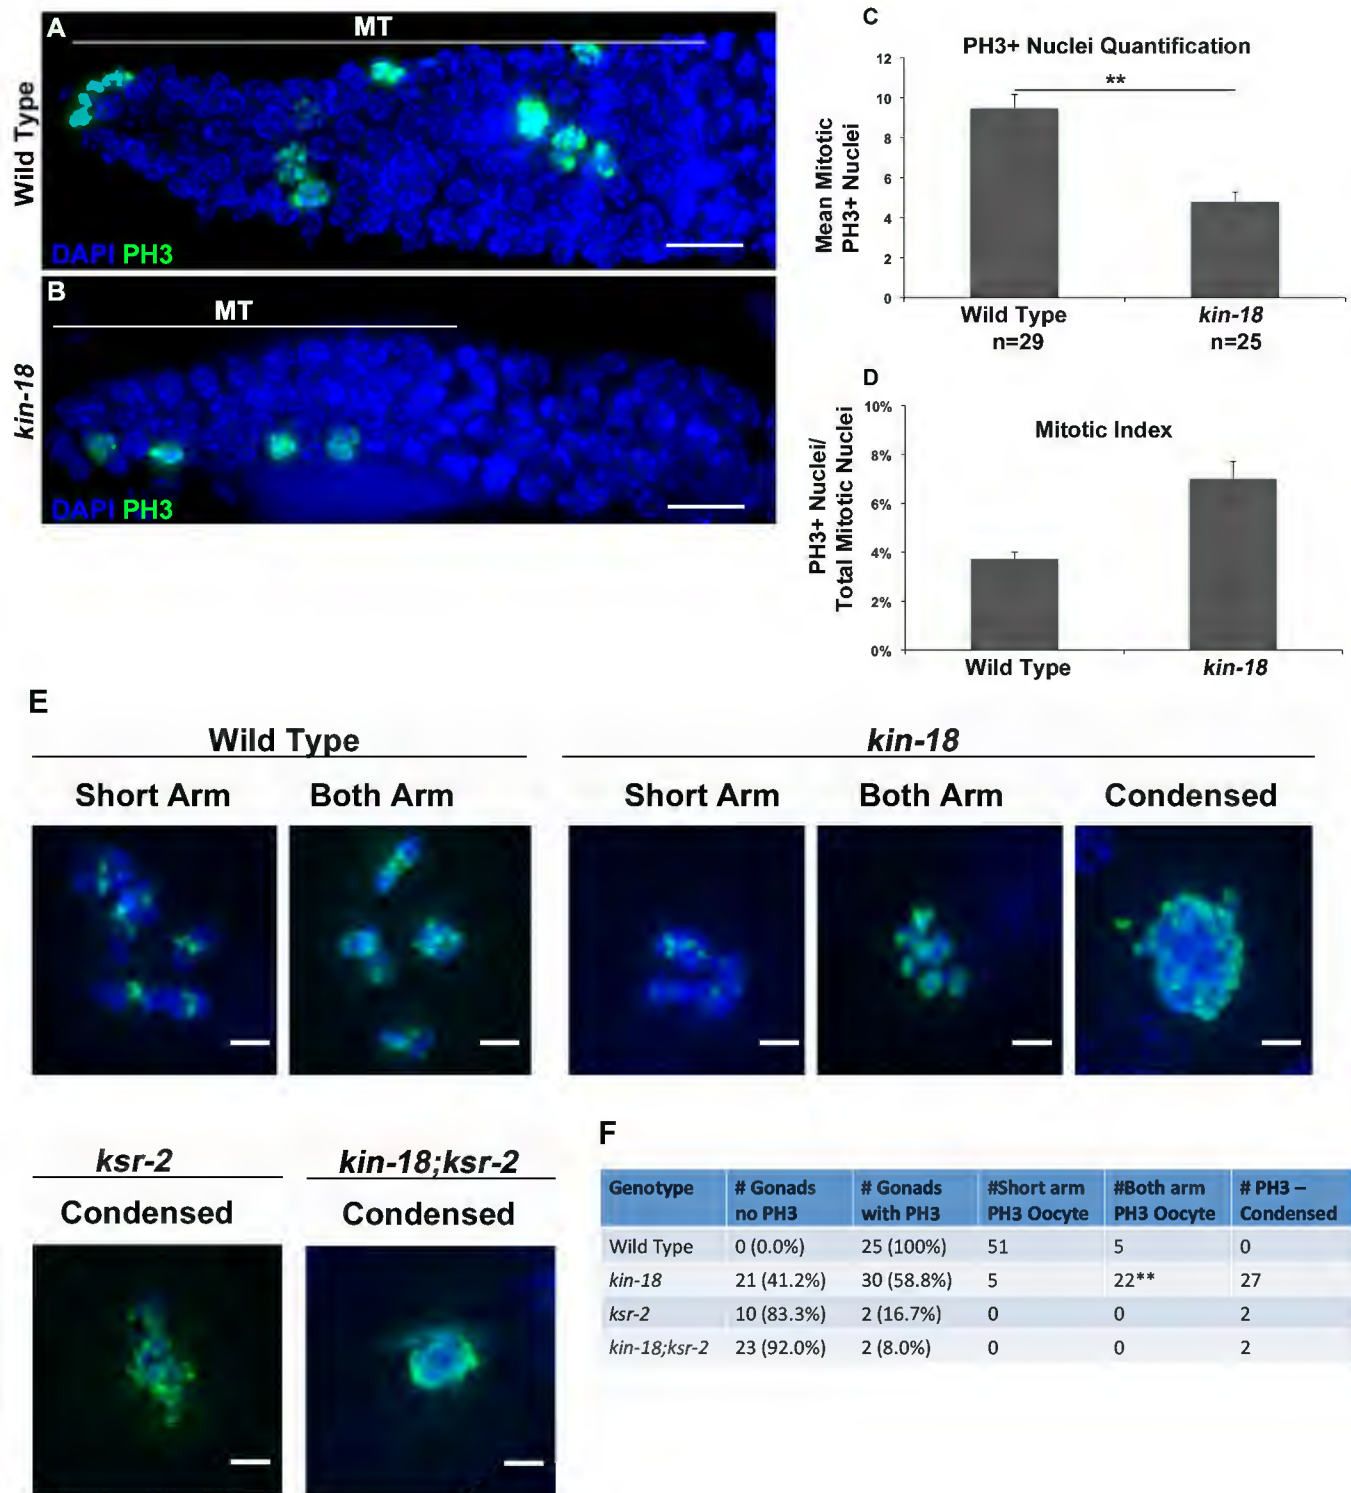 A
MT
Wild Type
DAPI PH3
B
MT
kin-18
DAPI PH3
C
PH3+ Nuclei Quantification
**
Mean Mitotic
PH3+ Nuclei
12
10
8
6
4
2
0
Wild Type
n=29
kin-18
n=25
D
Mitotic Index
PH3+ Nuclei/
Total Mitotic Nuclei
10%
8%
6%
4%
2%
0%
Wild Type
kin-18
E
Wild Type
kin-18
Short Arm
Both Arm
Short Arm
Both Arm
Condensed
ksr-2
kin-18;ksr-2
Condensed
Condensed
F
Genotype # Gonads no PH3 # Gonads with PH3 #Short arm PH3 Oocyte #Both arm PH3 Oocyte # PH3 – Condensed
Wild Type 0 (0.0%) 25 (100%) 51 5 0
kin-18 21 (41.2%) 30 (58.8%) 5 22** 27
ksr-2 10 (83.3%) 2 (16.7%) 0 0 2
kin-18;ksr-2 23 (92.0%) 2 (8.0%) 0 0 2